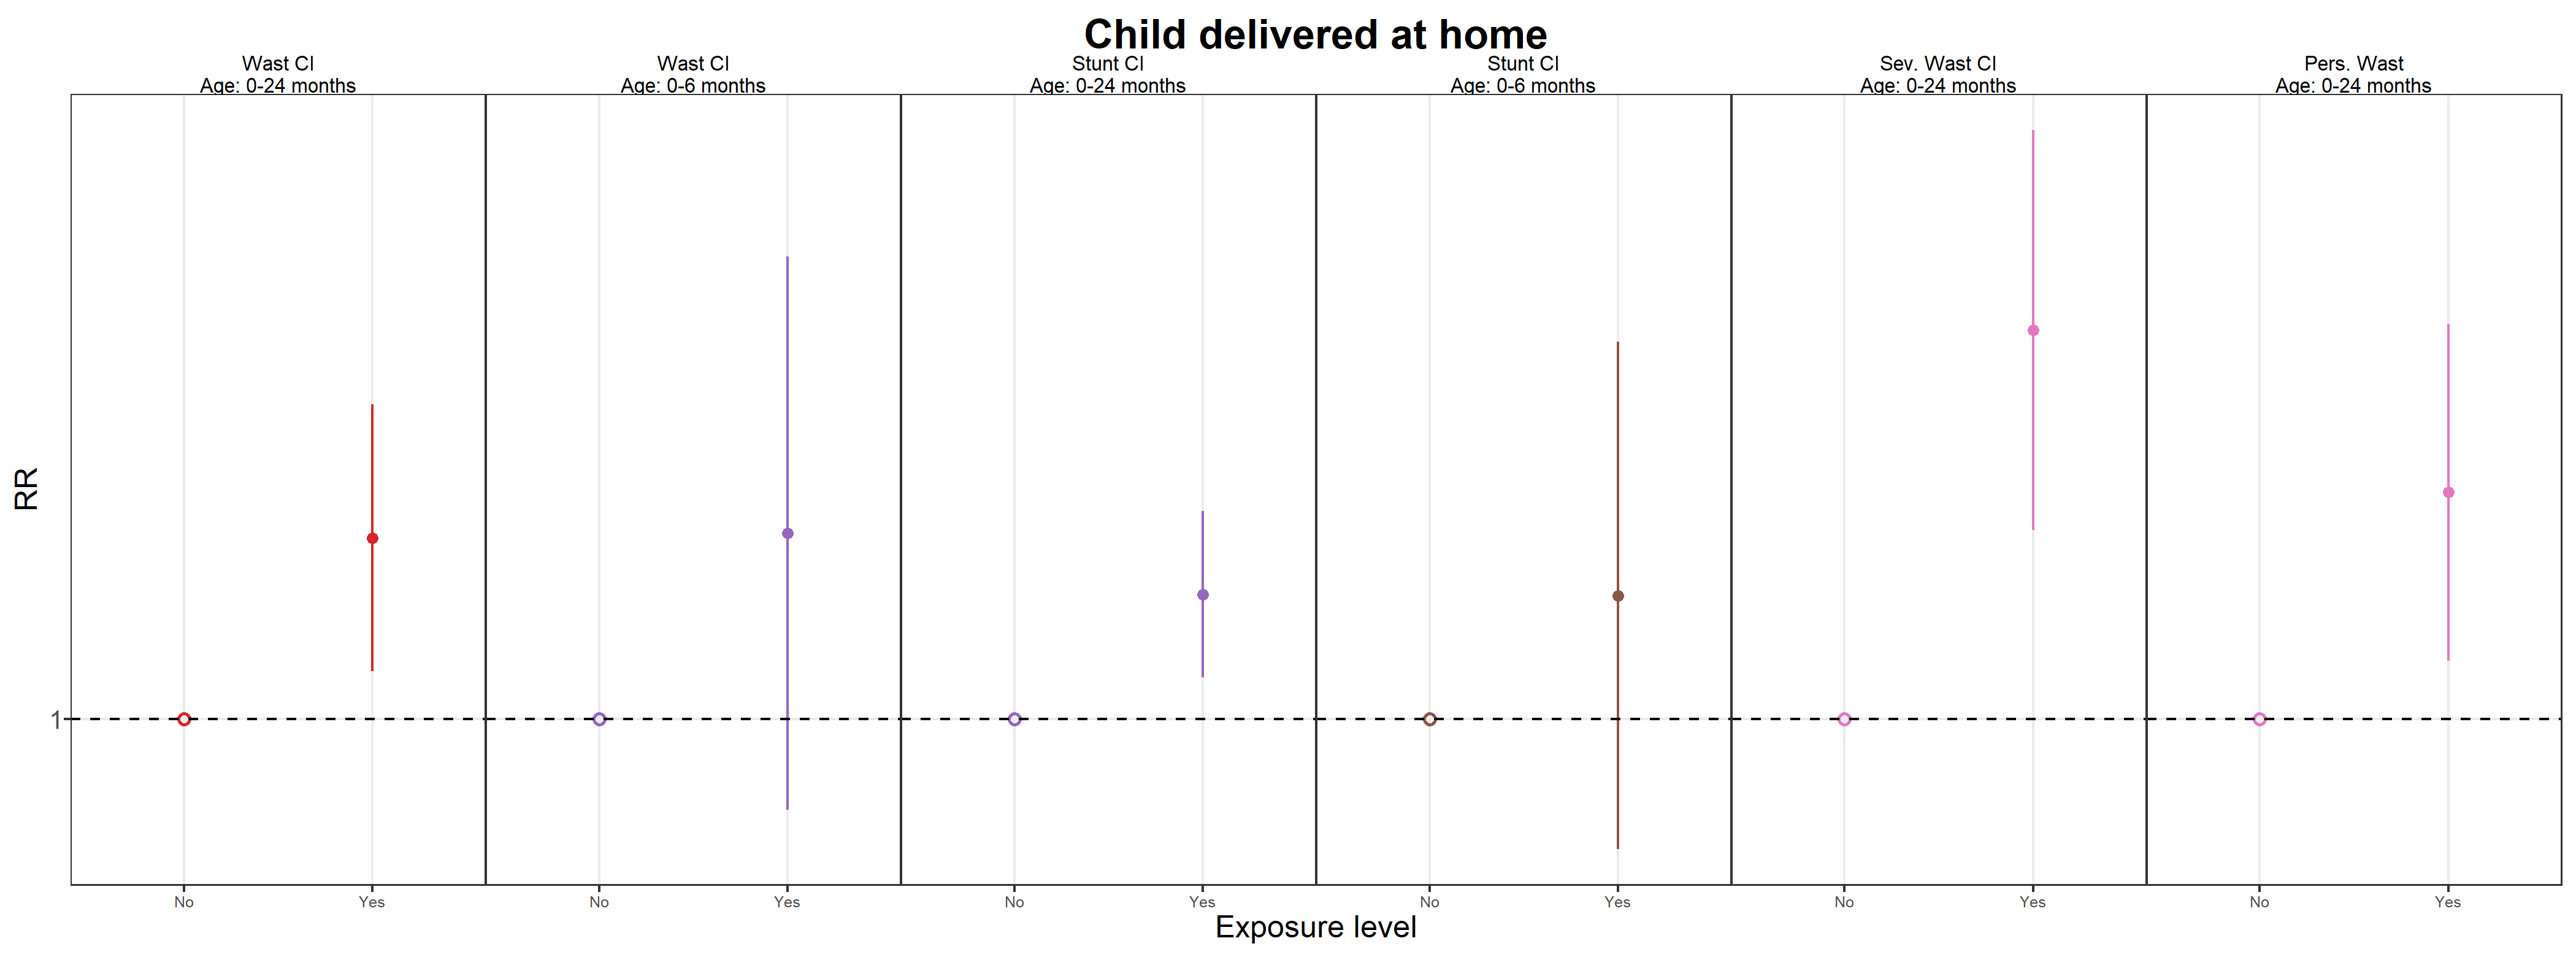 Child delivered at home
Wast CI
Age: 0-24 months
Wast CI
Age: 0-6 months
Stunt CI
Age: 0-24 months
Stunt CI
Age: 0-6 months
Sev. Wast CI
Age: 0-24 months
Pers. Wast
Age: 0-24 months
RR
1
No Yes No Yes No Yes No Yes No Yes No Yes
Exposure level